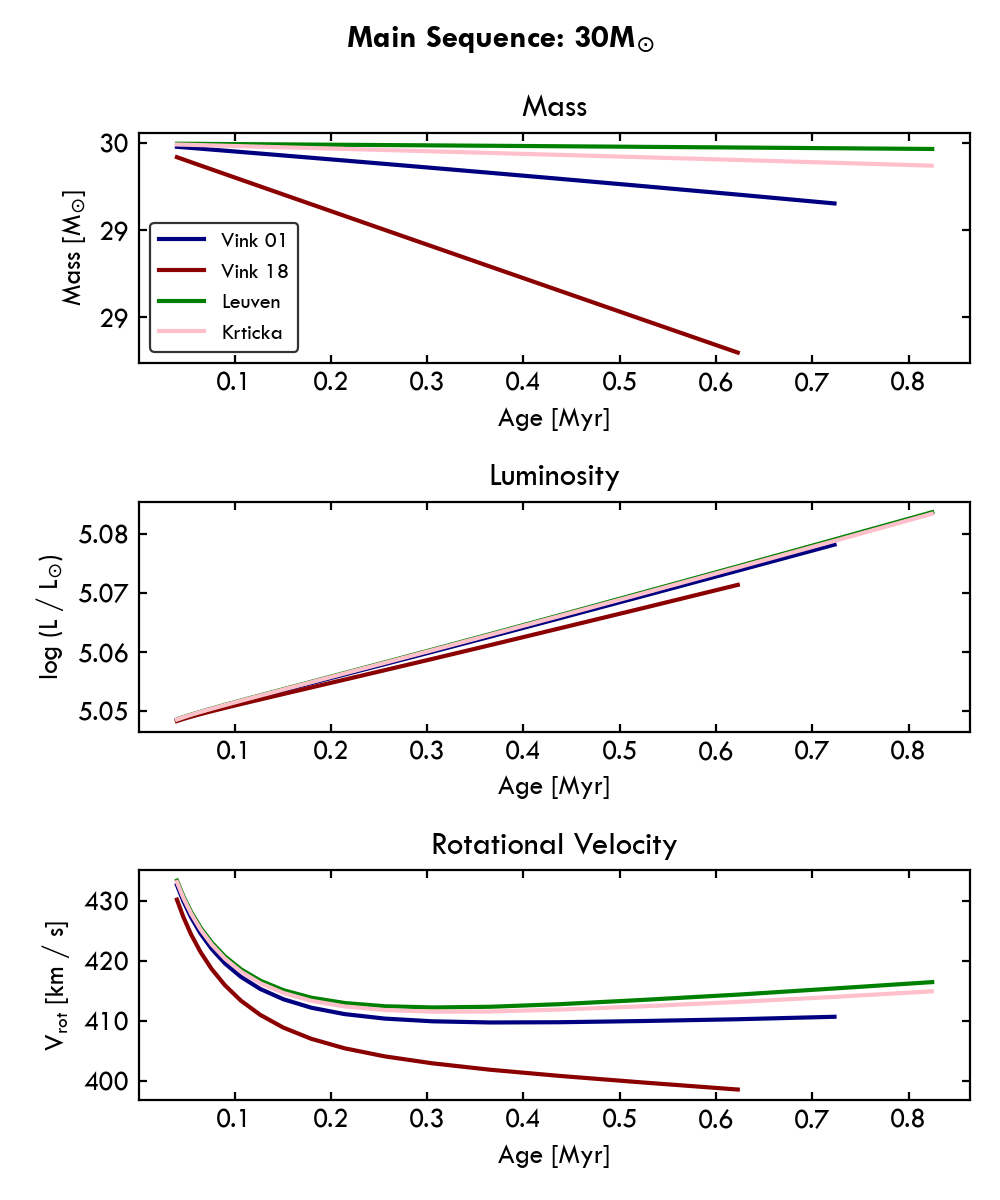 Main Sequence: 30M☉
Mass
Mass [M☉]
30
29
29
Vink 01
Vink 18
Leuven
Krticka
0.1 0.2 0.3 0.4 0.5 0.6 0.7 0.8
Age [Myr]
Luminosity
log (L / L☉)
5.08
5.07
5.06
5.05
0.1 0.2 0.3 0.4 0.5 0.6 0.7 0.8
Age [Myr]
Rotational Velocity
Vrot [km / s]
430
420
410
400
0.1 0.2 0.3 0.4 0.5 0.6 0.7 0.8
Age [Myr]